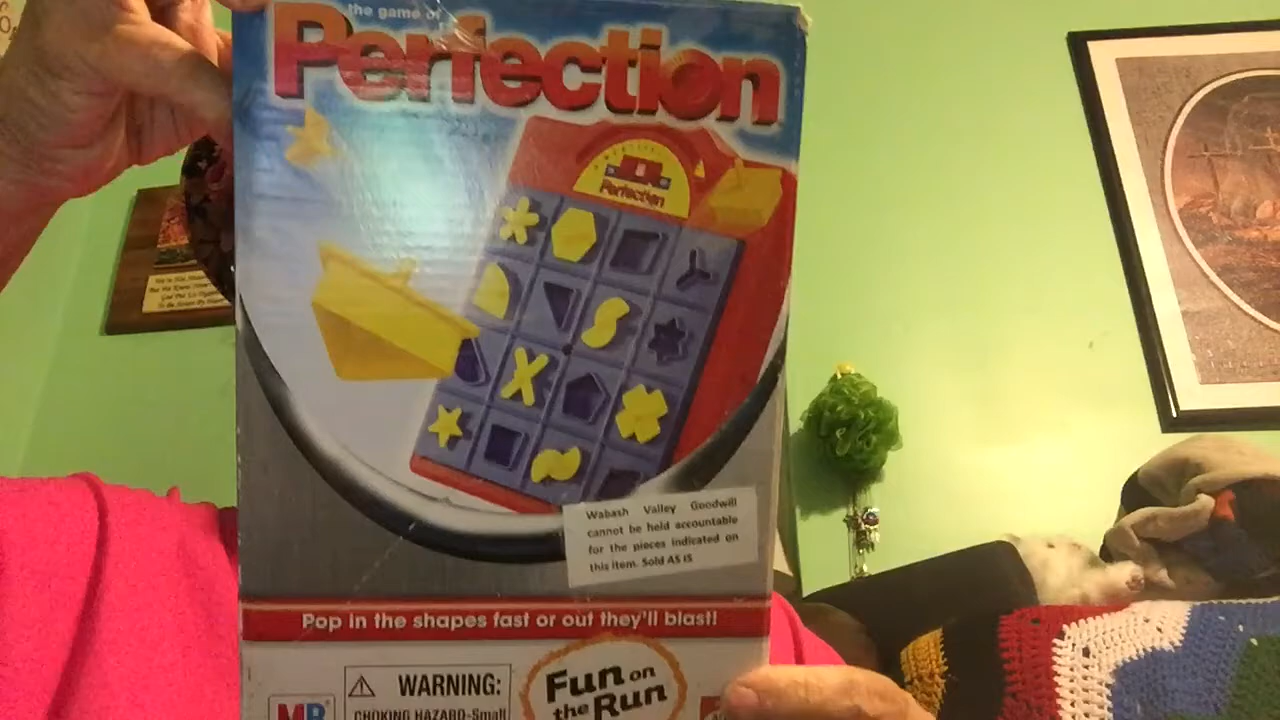 the game of
Perfection
Perfection
Wabash Valley Goodwill
cannot be held accountable
for the pieces indicated on
this item. Sold AS IS
Pop in the shapes fast or out they'll blast!
WARNING:
CHOKING HAZARD-Small
Fun on
the Run
MB